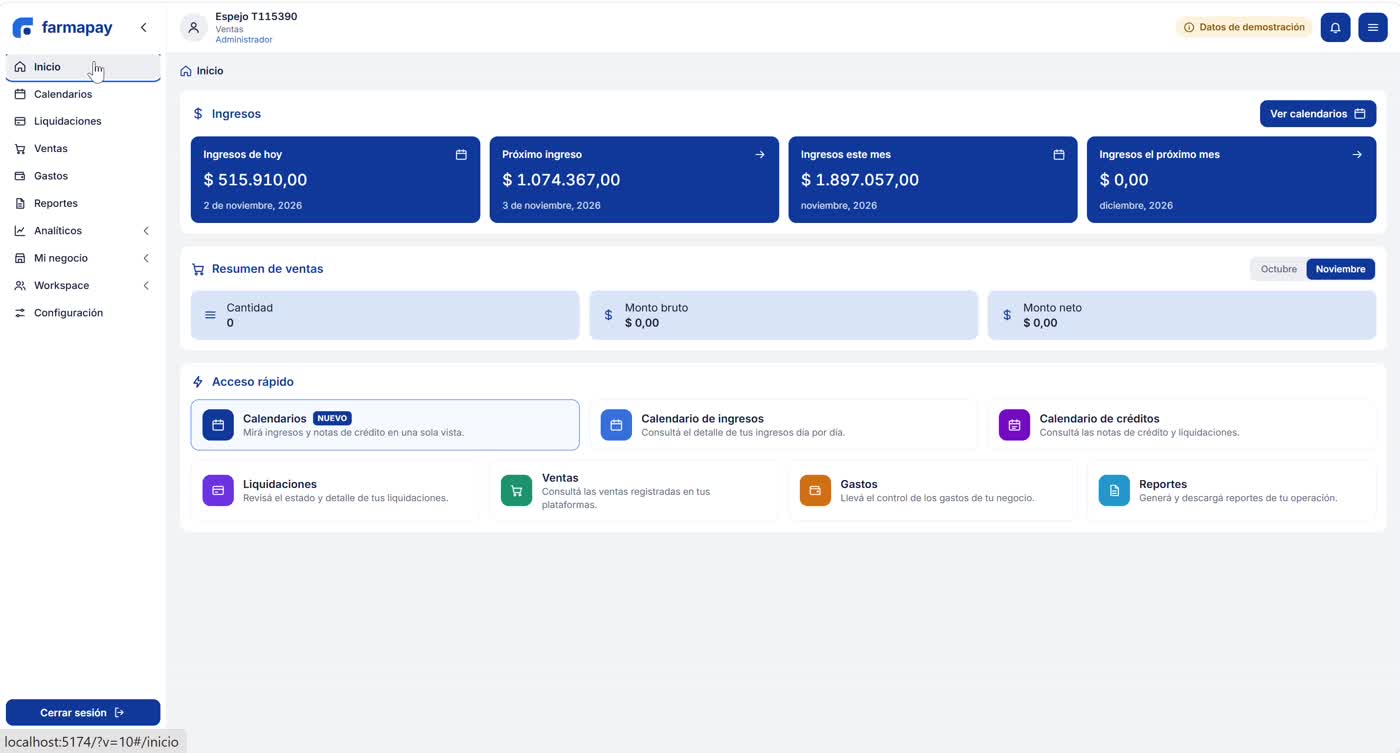 farmapay
Espejo T115390
Ventas
Administrador
Datos de demostración
Inicio
Calendarios
Liquidaciones
Ventas
Gastos
Reportes
Analíticos
Mi negocio
Workspace
Configuración
Cerrar sesión
localhost:5174/?v=10#/inicio
Inicio
Ingresos
Ver calendarios
Ingresos de hoy
$ 515.910,00
2 de noviembre, 2026
Próximo ingreso
$ 1.074.367,00
3 de noviembre, 2026
Ingresos este mes
$ 1.897.057,00
noviembre, 2026
Ingresos el próximo mes
$ 0,00
diciembre, 2026
Resumen de ventas
Octubre
Noviembre
Cantidad
0
Monto bruto
$ 0,00
Monto neto
$ 0,00
Acceso rápido
Calendarios NUEVO
Mirá ingresos y notas de crédito en una sola vista.
Calendario de ingresos
Consultá el detalle de tus ingresos día por día.
Calendario de créditos
Consultá las notas de crédito y liquidaciones.
Liquidaciones
Revisá el estado y detalle de tus liquidaciones.
Ventas
Consultá las ventas registradas en tus
plataformas.
Gastos
Llevá el control de los gastos de tu negocio.
Reportes
Generá y descargá reportes de tu operación.